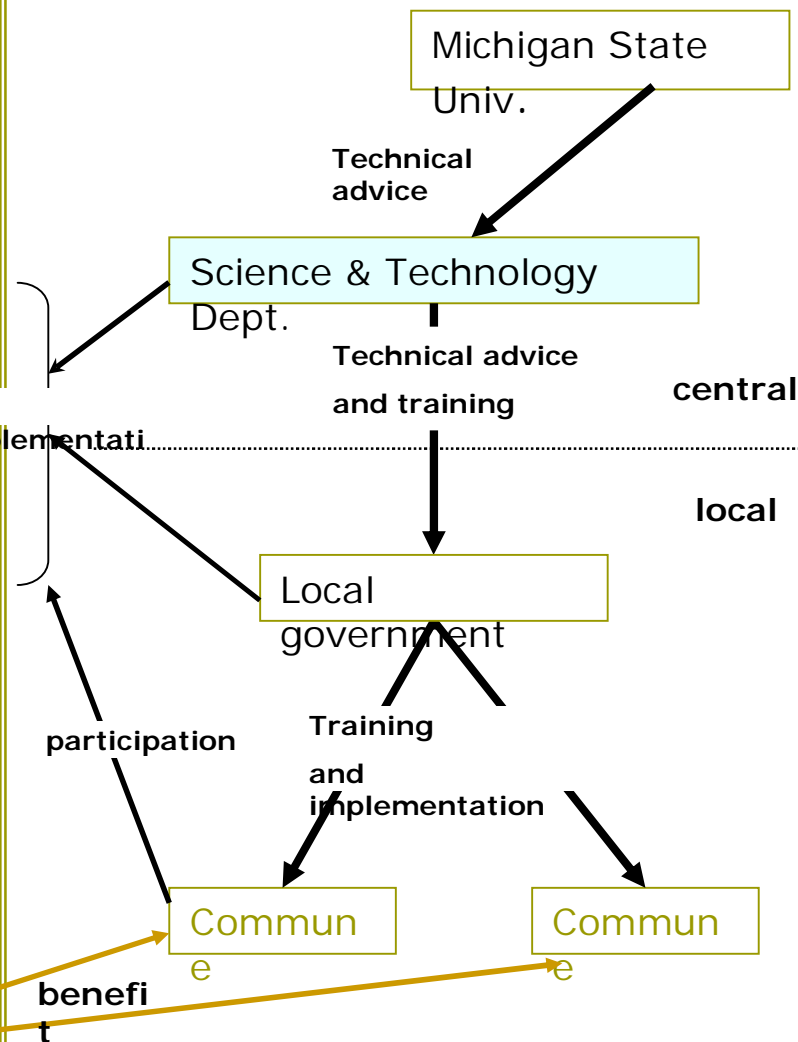 Michigan State
Univ.
Technical
advice
Science & Technology
Dept.
Technical advice
and training
central
lementati
local
Local
government
participation
Training
and
implementation
Commun
e
Commun
e
benefi
t